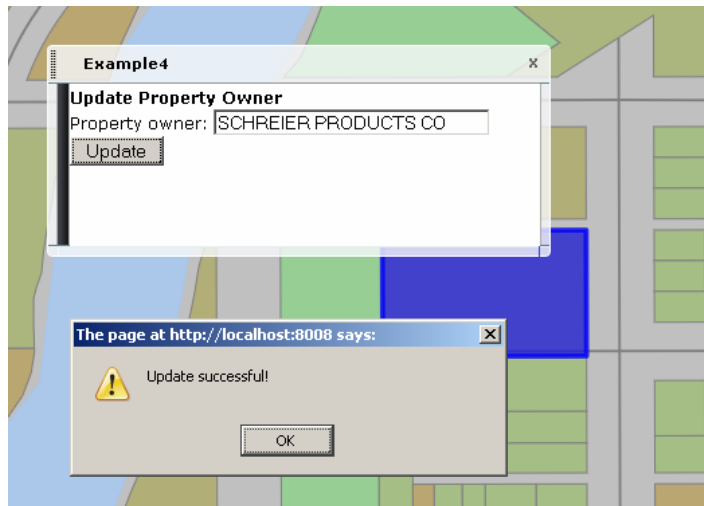 Example4 x
Update Property Owner
Property owner: SCHREIER PRODUCTS CO
Update
The page at http://localhost:8008 says:
Update successful!
OK